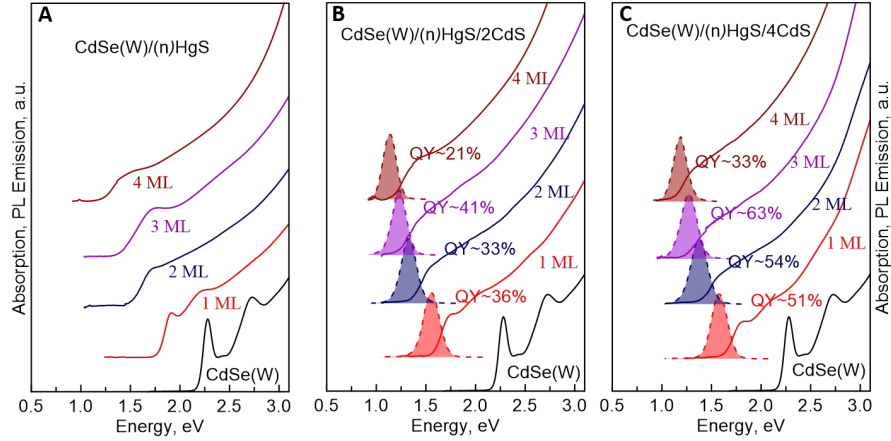 A
CdSe(W)/(n)HgS
4 ML
3 ML
2 ML
1 ML
CdSe(W)
Absorption, PL Emission, a.u.
0.5 1.0 1.5 2.0 2.5 3.0
Energy, eV
B
CdSe(W)/(n)HgS/2CdS
4 ML
QY~21%
3 ML
QY~41%
2 ML
QY~33%
1 ML
QY~36%
CdSe(W)
1.0 1.5 2.0 2.5 3.0
Energy, eV
C
CdSe(W)/(n)HgS/4CdS
4 ML
QY~33%
3 ML
QY~63%
2 ML
QY~54%
1 ML
QY~51%
CdSe(W)
0.5 1.0 1.5 2.0 2.5 3.0
Energy, eV
Absorption, PL Emission, a.u.